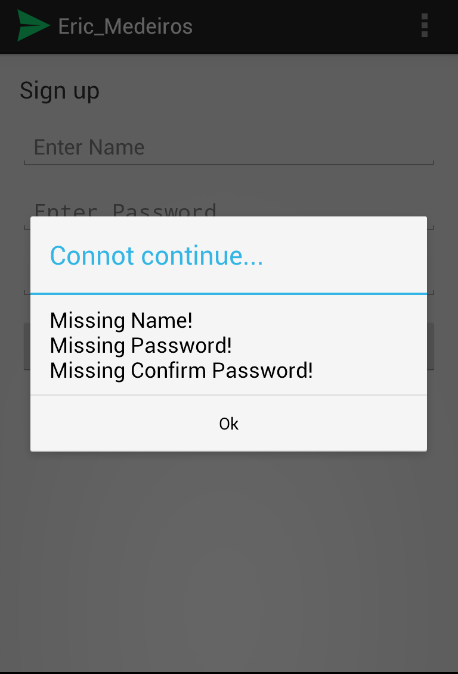 Eric_Medeiros
Sign up
Enter Name
Enter Password
Connot continue...
Missing Name!
Missing Password!
Missing Confirm Password!
Ok